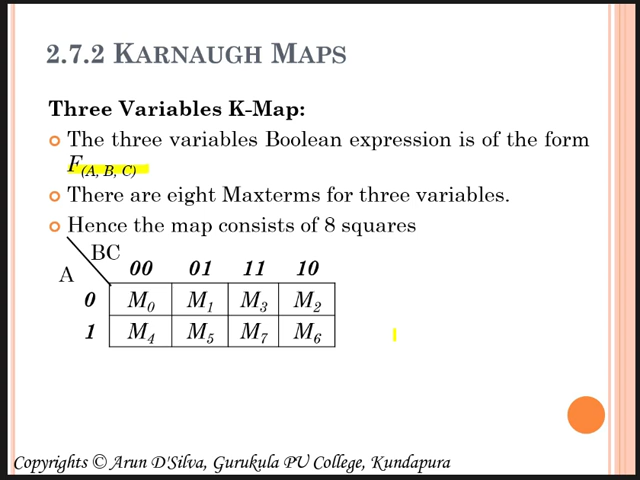 2.7.2 KARNAUGH MAPS
Three Variables K-Map:
The three variables Boolean expression is of the form
F(A, B, C)
There are eight Maxterms for three variables.
Hence the map consists of 8 squares
BC
A
00 01 11 10
0 M0 M1 M3 M2
1 M4 M5 M7 M6
Copyrights © Arun D'Silva, Gurukula PU College, Kundapura